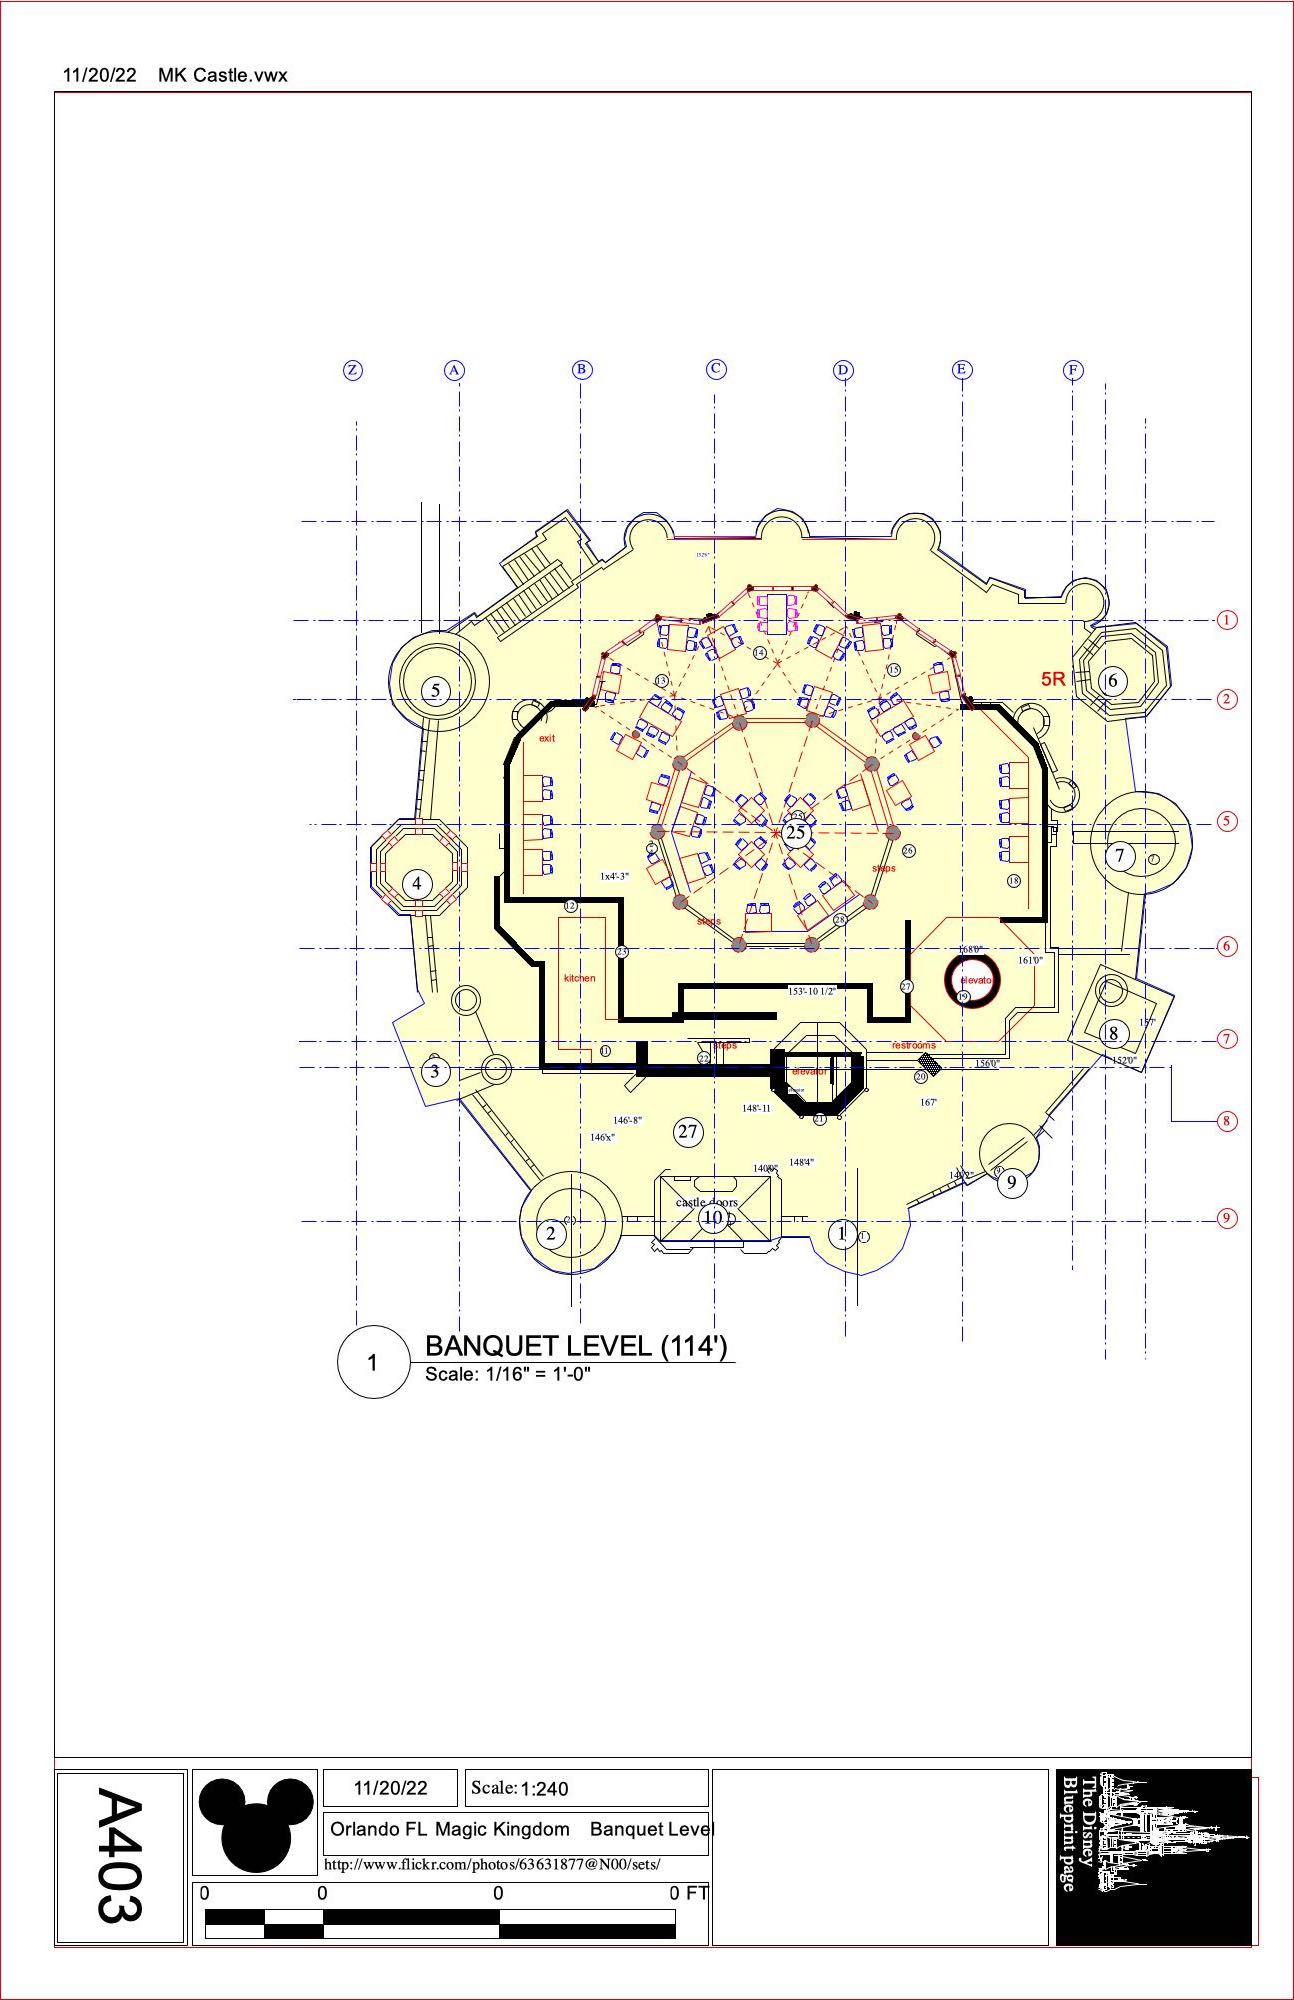 11/20/22 MK Castle.vwx
Z A B C D E F
152'6"
1
14
15
13
5R
6
5
2
exit
5
25
26
steps
1x4'-3"
18
7
4
12
steps
28
23
6
168'0"
161'0"
kitchen
elevator
27
153'-10 1/2"
19
157'
8
7
11
steps
restrooms
22
152'0"
156'0"
3
elevator
20
167'
148'-11
146'-8"
21
8
27
146'x"
148'4"
140'0"
9
castle doors
10
2
1
9
1
BANQUET LEVEL (114')
Scale: 1/16" = 1'-0"
A403
11/20/22
Scale: 1:240
Orlando FL Magic Kingdom Banquet Level
http://www.flickr.com/photos/63631877@N00/sets/
0 0 0 0 FT
The Disney
Blueprint page